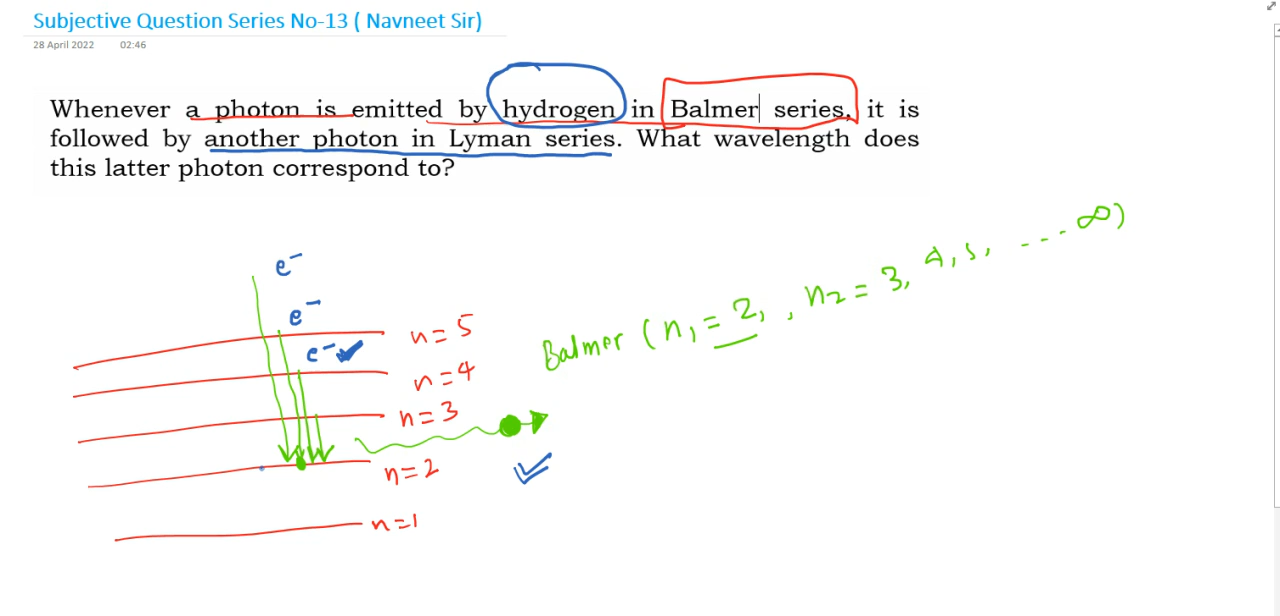 Subjective Question Series No-13 ( Navneet Sir)
28 April 2022 02:46
Whenever a photon is emitted by hydrogen in Balmer series, it is
followed by another photon in Lyman series. What wavelength does
this latter photon correspond to?
e⁻
e⁻
e⁻
n=5
n=4
n=3
n=2
n=1
Balmer (n₁ = 2, , n₂ = 3, 4, 5, ---- ∞)